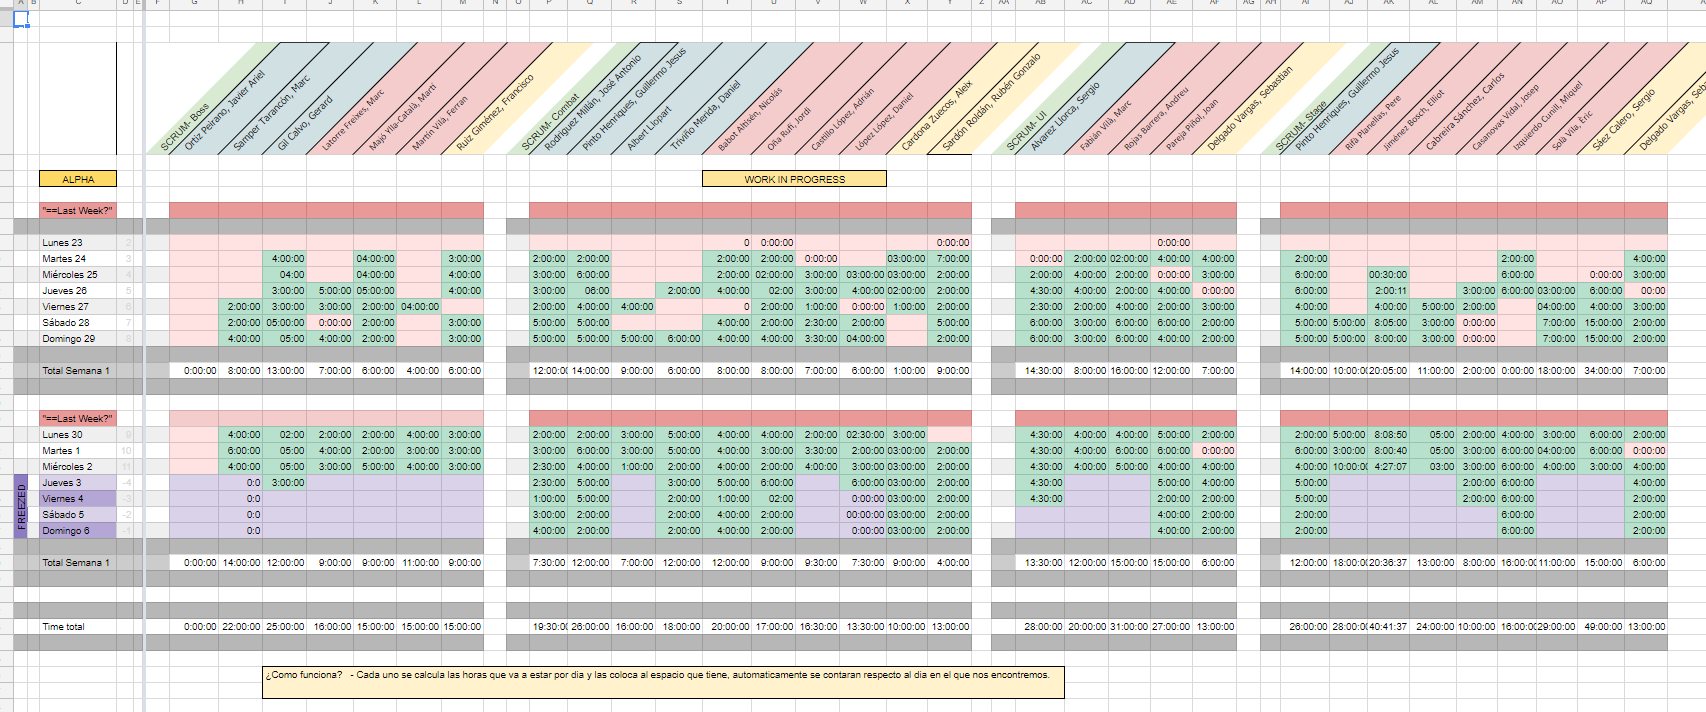 A B C D E F G H I J K L M N O P Q R S T U V W X Y Z AA AB AC AD AE AF AG AH AI AJ AK AL AM AN AO AP AQ
SCRUM- Boss
Ortiz Peirano, Javier Ariel
Samper Tarancón, Marc
Gil Calvo, Gerard
Latorre Freixes, Marc
Majó Vila-Català, Martí
Martín Vila, Ferran
Ruiz Giménez, Francisco
SCRUM- Combat
Rodríguez Millán, José Antonio
Pinto Henriques, Guillermo Jesus
Albert Llopart
Triviño Merida, Daniel
Babot Altisén, Nicolás
Oña Rufi, Jordi
Castillo López, Adrián
López López, Daniel
Cardona Zuecos, Aleix
Sardón Roldán, Rubén Gonzalo
SCRUM- UI
Alvarez Llorca, Sergio
Fabián Vilà, Marc
Rojas Barrera, Andreu
Pareja Piñol, Joan
Delgado Vargas, Sebastian
SCRUM- Stage
Pinto Henriques, Guillermo Jesus
Rifa Planellas, Pere
Jiménez Bosch, Elliot
Cabreira Sánchez, Carlos
Casanovas Vidal, Josep
Izquierdo Cunill, Miquel
Sola Vila, Èric
Sáez Calero, Sergio
Delgado Vargas,
ALPHA WORK IN PROGRESS
"==Last Week?"
Lunes 23 2 0 0:00:00 0:00:00 0:00:00
Martes 24 3 4:00:00 04:00:00 3:00:00 2:00:00 2:00:00 2:00:00 2:00:00 0:00:00 03:00:00 7:00:00 0:00:00 2:00:00 02:00:00 4:00:00 4:00:00 2:00:00 2:00:00 4:00:00
Miércoles 25 4 04:00 04:00:00 4:00:00 3:00:00 6:00:00 2:00:00 02:00:00 3:00:00 03:00:00 03:00:00 2:00:00 2:00:00 4:00:00 2:00:00 0:00:00 3:00:00 6:00:00 00:30:00 6:00:00 0:00:00 3:00:00
Jueves 26 5 3:00:00 5:00:00 05:00:00 4:00:00 3:00:00 06:00 2:00:00 4:00:00 02:00 3:00:00 4:00:00 02:00:00 2:00:00 4:30:00 4:00:00 2:00:00 4:00:00 0:00:00 6:00:00 2:00:11 3:00:00 6:00:00 03:00:00 6:00:00 00:00
Viernes 27 6 2:00:00 3:00:00 3:00:00 2:00:00 04:00:00 2:00:00 4:00:00 4:00:00 0 2:00:00 1:00:00 0:00:00 1:00:00 2:00:00 2:30:00 2:00:00 4:00:00 2:00:00 3:00:00 4:00:00 4:00:00 5:00:00 2:00:00 04:00:00 4:00:00 3:00:00
Sábado 28 7 2:00:00 05:00:00 0:00:00 2:00:00 3:00:00 5:00:00 5:00:00 4:00:00 2:00:00 2:30:00 2:00:00 5:00:00 6:00:00 3:00:00 6:00:00 6:00:00 2:00:00 5:00:00 5:00:00 8:05:00 3:00:00 0:00:00 7:00:00 15:00:00 2:00:00
Domingo 29 8 4:00:00 05:00 4:00:00 2:00:00 3:00:00 5:00:00 5:00:00 5:00:00 6:00:00 4:00:00 4:00:00 3:30:00 04:00:00 2:00:00 6:00:00 3:00:00 6:00:00 4:00:00 2:00:00 5:00:00 5:00:00 8:00:00 3:00:00 0:00:00 7:00:00 15:00:00 2:00:00
Total Semana 1 0:00:00 8:00:00 13:00:00 7:00:00 6:00:00 4:00:00 6:00:00 12:00:00 14:00:00 9:00:00 6:00:00 8:00:00 8:00:00 7:00:00 6:00:00 1:00:00 9:00:00 14:30:00 8:00:00 16:00:00 12:00:00 7:00:00 14:00:00 10:00:00 20:05:00 11:00:00 2:00:00 0:00:00 18:00:00 34:00:00 7:00:00
"==Last Week?"
Lunes 30 9 4:00:00 02:00 2:00:00 2:00:00 4:00:00 3:00:00 2:00:00 2:00:00 3:00:00 5:00:00 4:00:00 4:00:00 2:00:00 02:30:00 3:00:00 4:30:00 4:00:00 4:00:00 5:00:00 2:00:00 2:00:00 5:00:00 8:08:50 05:00 2:00:00 4:00:00 3:00:00 6:00:00 2:00:00
Martes 1 10 6:00:00 05:00 4:00:00 2:00:00 3:00:00 3:00:00 3:00:00 6:00:00 3:00:00 5:00:00 4:00:00 3:00:00 3:30:00 2:00:00 3:00:00 2:00:00 4:30:00 4:00:00 6:00:00 6:00:00 0:00:00 6:00:00 3:00:00 8:00:40 05:00 3:00:00 6:00:00 04:00:00 6:00:00 0:00:00
Miércoles 2 11 4:00:00 05:00 3:00:00 5:00:00 4:00:00 3:00:00 2:30:00 4:00:00 1:00:00 2:00:00 4:00:00 2:00:00 4:00:00 3:00:00 03:00:00 2:00:00 4:30:00 4:00:00 5:00:00 4:00:00 4:00:00 4:00:00 10:00:00 4:27:07 03:00 3:00:00 6:00:00 4:00:00 3:00:00 4:00:00
FREEZED
Jueves 3 -4 0:0 3:00:00 2:30:00 5:00:00 2:00:00 5:00:00 6:00:00 6:00:00 03:00:00 2:00:00 4:30:00 2:00:00 4:00:00 5:00:00 3:00:00 6:00:00 2:00:00
Viernes 4 -3 0:0 1:00:00 5:00:00 2:00:00 1:00:00 02:00 0:00:00 03:00:00 2:00:00 4:30:00 5:00:00 2:00:00 5:00:00 2:00:00 6:00:00 2:00:00
Sábado 5 -2 0:0 3:00:00 2:00:00 2:00:00 4:00:00 2:00:00 00:00:00 03:00:00 2:00:00 4:00:00 2:00:00 2:00:00 6:00:00 2:00:00
Domingo 6 -1 0:0 4:00:00 2:00:00 2:00:00 4:00:00 2:00:00 0:00:00 03:00:00 2:00:00 4:00:00 2:00:00 2:00:00 6:00:00 2:00:00
Total Semana 1 0:00:00 14:00:00 12:00:00 9:00:00 9:00:00 11:00:00 9:00:00 7:30:00 12:00:00 7:00:00 12:00:00 12:00:00 9:00:00 9:30:00 7:30:00 9:00:00 4:00:00 13:30:00 12:00:00 15:00:00 15:00:00 6:00:00 12:00:00 18:00:00 20:36:37 13:00:00 8:00:00 16:00:00 11:00:00 15:00:00 6:00:00
Time total 0:00:00 22:00:00 25:00:00 16:00:00 15:00:00 15:00:00 15:00:00 19:30:00 26:00:00 16:00:00 18:00:00 20:00:00 17:00:00 16:30:00 13:30:00 10:00:00 13:00:00 28:00:00 20:00:00 31:00:00 27:00:00 13:00:00 26:00:00 28:00:00 40:41:37 24:00:00 10:00:00 16:00:00 29:00:00 49:00:00 13:00:00
¿Como funciona? - Cada uno se calcula las horas que va a estar por dia y las coloca al espacio que tiene, automaticamente se contaran respecto al dia en el que nos encontremos.